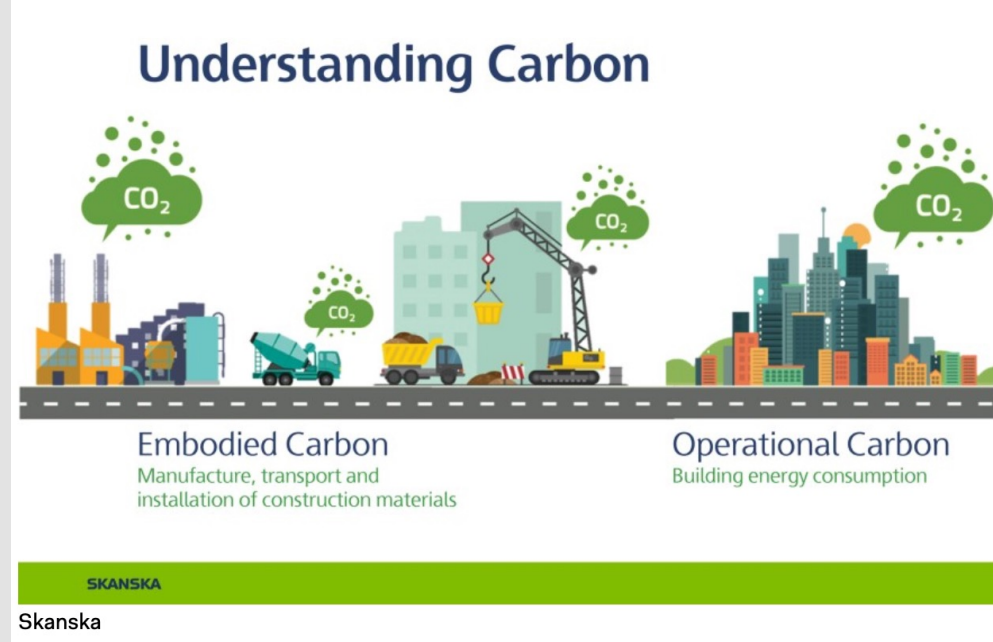 Understanding Carbon
CO₂
CO₂
CO₂
CO₂
Embodied Carbon
Manufacture, transport and
installation of construction materials
Operational Carbon
Building energy consumption
SKANSKA
Skanska